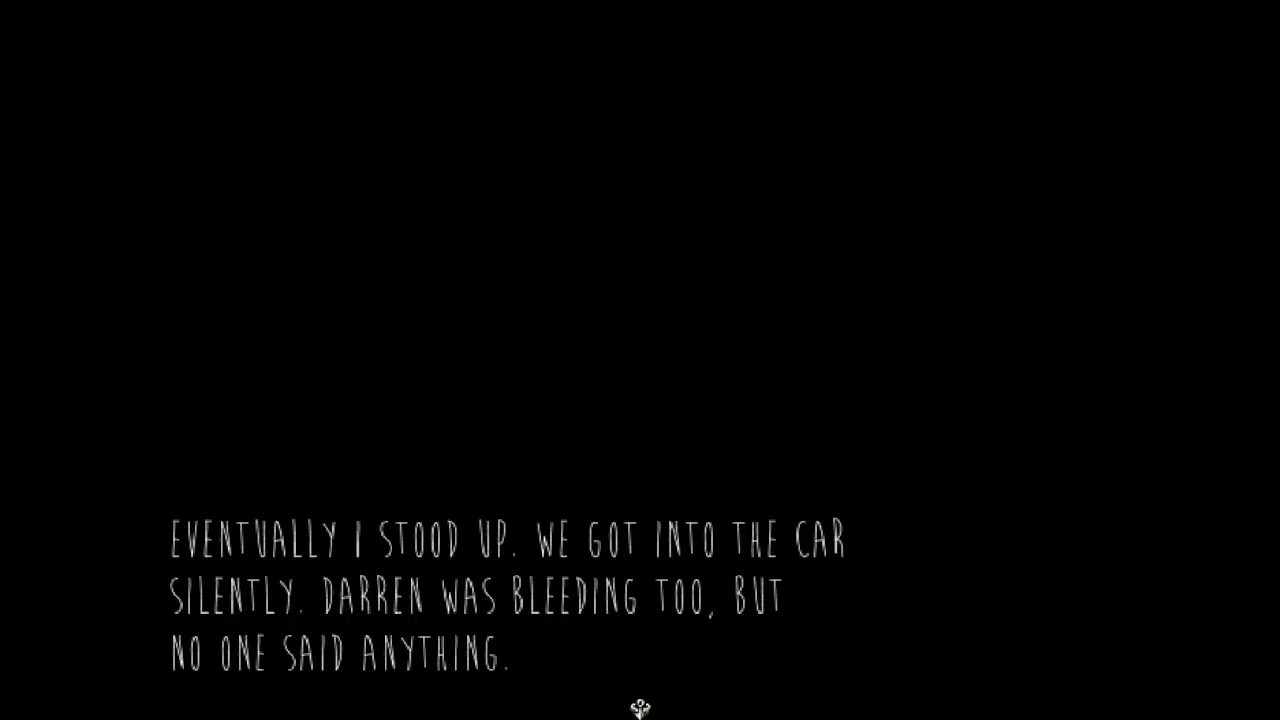 EVENTUALLY I STOOD UP. WE GOT INTO THE CAR
SILENTLY. DARREN WAS BLEEDING TOO, BUT
NO ONE SAID ANYTHING.